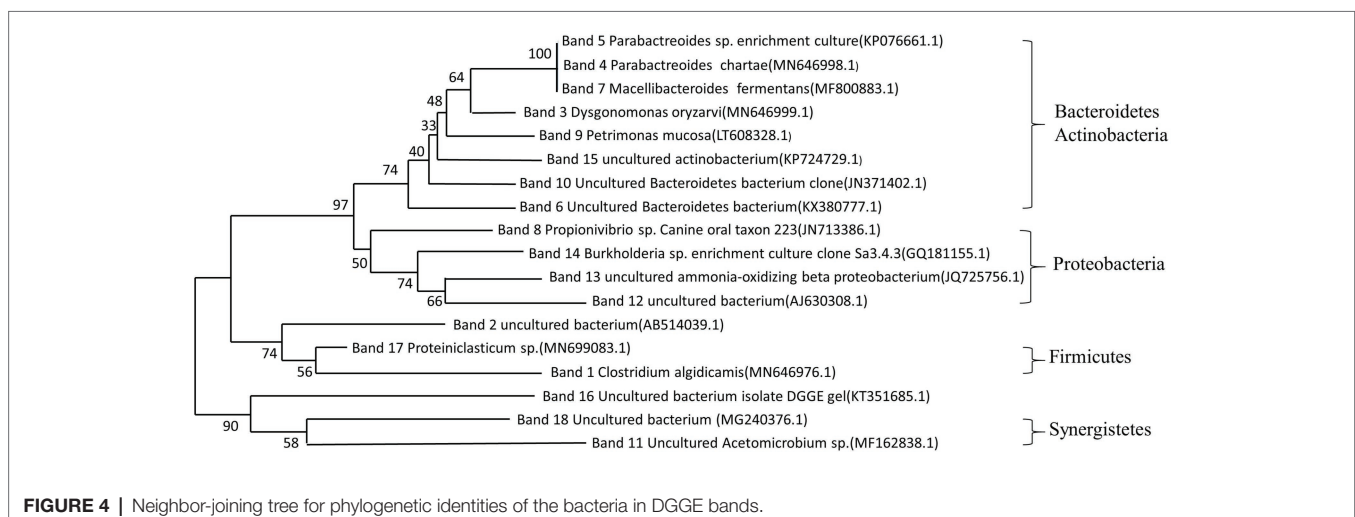 100
Band 5 Parabactreoides sp. enrichment culture(KP076661.1)
Band 4 Parabactreoides chartae(MN646998.1)
64
Band 7 Macellibacteroides fermentans(MF800883.1)
48
Band 3 Dysgonomonas oryzarvi(MN646999.1)
Bacteroidetes
Actinobacteria
33
Band 9 Petrimonas mucosa(LT608328.1)
40
Band 15 uncultured actinobacterium(KP724729.1)
74
Band 10 Uncultured Bacteroidetes bacterium clone(JN371402.1)
97
Band 6 Uncultured Bacteroidetes bacterium(KX380777.1)
Band 8 Propionivibrio sp. Canine oral taxon 223(JN713386.1)
50
Band 14 Burkholderia sp. enrichment culture clone Sa3.4.3(GQ181155.1)
Proteobacteria
74
Band 13 uncultured ammonia-oxidizing beta proteobacterium(JQ725756.1)
66
Band 12 uncultured bacterium(AJ630308.1)
Band 2 uncultured bacterium(AB514039.1)
74
Band 17 Proteiniclasticum sp.(MN699083.1)
Firmicutes
56
Band 1 Clostridium algidicamis(MN646976.1)
Band 16 Uncultured bacterium isolate DGGE gel(KT351685.1)
90
Band 18 Uncultured bacterium (MG240376.1)
Synergistetes
58
Band 11 Uncultured Acetomicrobium sp.(MF162838.1)
FIGURE 4 | Neighbor-joining tree for phylogenetic identities of the bacteria in DGGE bands.